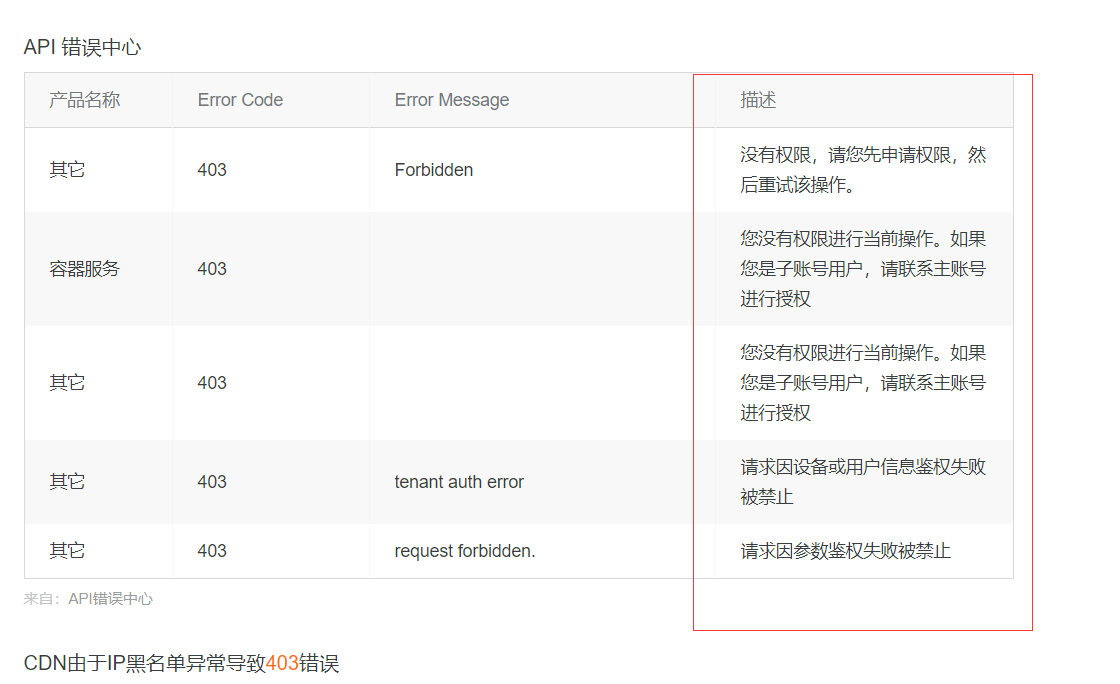 API 错误中心
产品名称 Error Code Error Message 描述
其它 403 Forbidden 没有权限，请您先申请权限，然
后重试该操作。
容器服务 403 您没有权限进行当前操作。如果
您是子账号用户，请联系主账号
进行授权
其它 403 您没有权限进行当前操作。如果
您是子账号用户，请联系主账号
进行授权
其它 403 tenant auth error 请求因设备或用户信息鉴权失败
被禁止
其它 403 request forbidden. 请求因参数鉴权失败被禁止
来自：API错误中心
CDN由于IP黑名单异常导致403错误